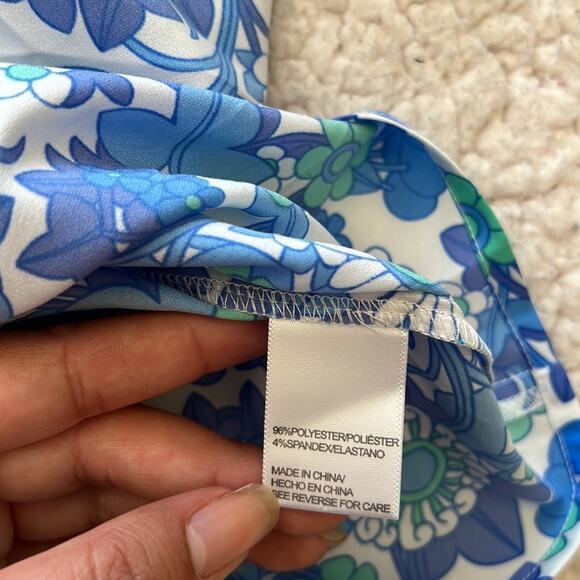 96%POLYESTER/POLIÉSTER
4%SPANDEX/ELASTANO
MADE IN CHINA/
HECHO EN CHINA
SEE REVERSE FOR CARE